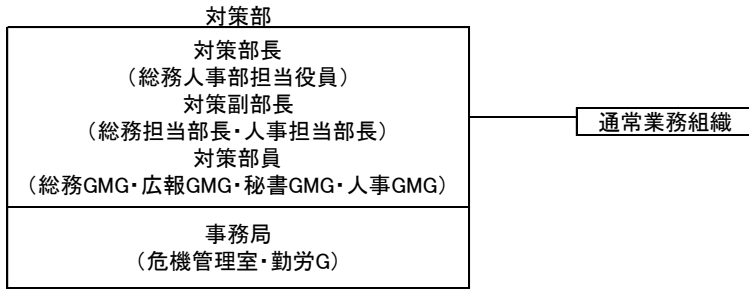 対策部
対策部長
（総務人事部担当役員）
対策副部長
（総務担当部長・人事担当部長）
対策部員
（総務GMG・広報GMG・秘書GMG・人事GMG）
通常業務組織
事務局
（危機管理室・勤労G）